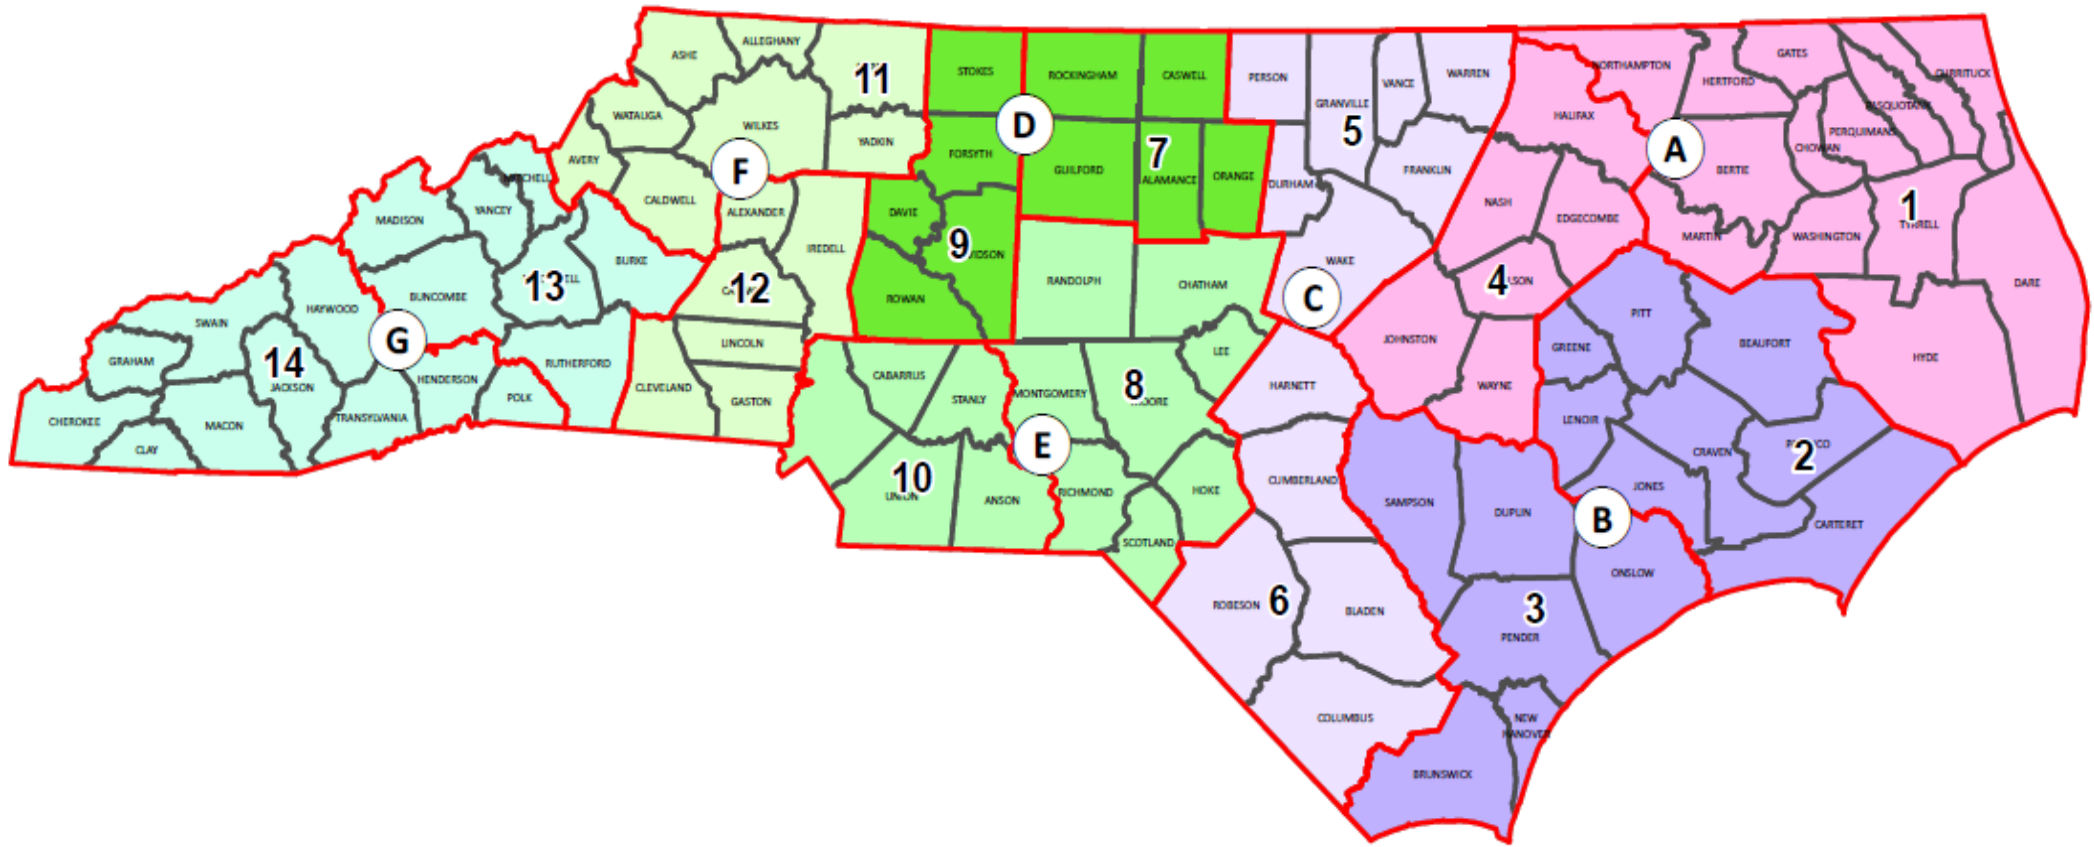 ASHE
ALLEGHANY
11
WATAUGA
WILKES
YADKIN
AVERY
F
CALDWELL
ALEXANDER
IREDELL
12
LINCOLN
CLEVELAND
GASTON
STOKES
ROCKINGHAM
CASWELL
D
FORSYTH
GUILFORD
7
ALAMANCE
ORANGE
DAVIE
9
ROWAN
PERSON
GRANVILLE
VANCE
WARREN
5
FRANKLIN
DURHAM
WAKE
C
HARNETT
CUMBERLAND
ROBESON
6
BLADEN
COLUMBUS
NORTHAMPTON
HERTFORD
GATES
CURRITUCK
HALIFAX
PASQUOTANK
PERQUIMANS
CHOWAN
A
BERTIE
NASH
EDGECOMBE
MARTIN
WASHINGTON
1
DARE
HYDE
4
JOHNSTON
WAYNE
PITT
GREENE
BEAUFORT
LENOIR
CRAVEN
2
JONES
CARTERET
B
SAMPSON
DUPLIN
ONSLOW
3
PENDER
NEW
HANOVER
BRUNSWICK
RANDOLPH
CHATHAM
LEE
8
MONTGOMERY
CABARRUS
STANLY
E
10
ANSON
RICHMOND
HOKE
SCOTLAND
MITCHELL
YANCEY
MADISON
BURKE
13
BUNCOMBE
RUTHERFORD
HAYWOOD
G
SWAIN
GRAHAM
14
JACKSON
HENDERSON
POLK
TRANSYLVANIA
MACON
CHEROKEE
CLAY